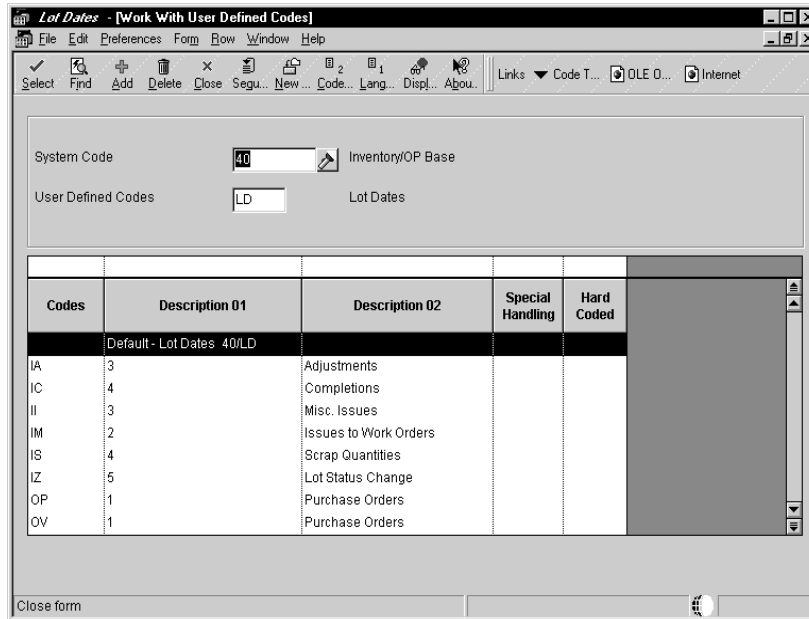 Lot Dates - [Work With User Defined Codes]
File Edit Preferences Form Row Window Help
Select Find Add Delete Close Sequ... New ... Code... Lang... Displ... Abou.. Links Code T... OLE O... Internet
System Code 40 Inventory/OP Base
User Defined Codes LD Lot Dates
Codes Description 01 Description 02 Special Handling Hard Coded
Default - Lot Dates 40/LD
IA 3 Adjustments
IC 4 Completions
II 3 Misc. Issues
IM 2 Issues to Work Orders
IS 4 Scrap Quantities
IZ 5 Lot Status Change
OP 1 Purchase Orders
OV 1 Purchase Orders
Close form